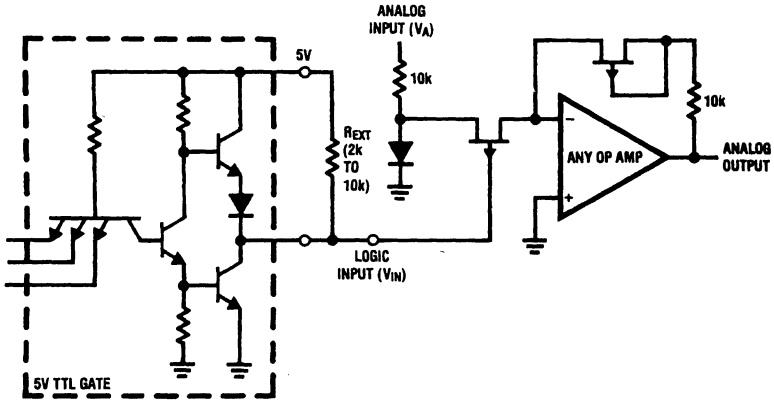 ANALOG
INPUT (VA)
5V
10k
REXT
(2k
TO
10k)
10k
ANY OP AMP
−
+
ANALOG
OUTPUT
LOGIC
INPUT (VIN)
5V TTL GATE